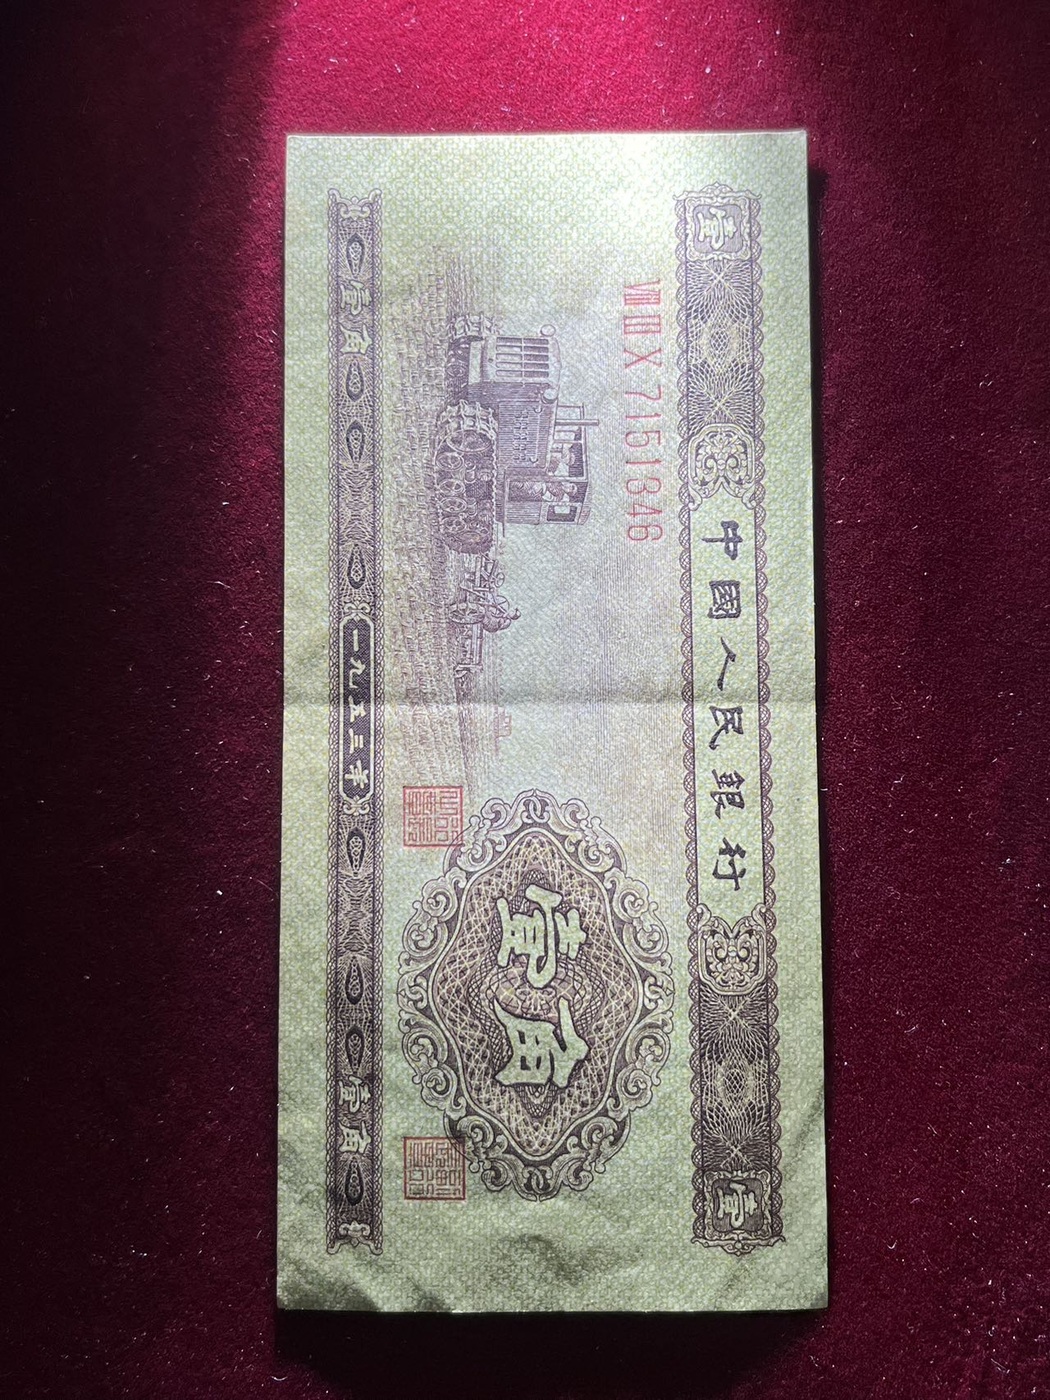 壹 中國人民銀行 壹
VIII III X 7151346
壹角
壹角 一九五三年 壹角